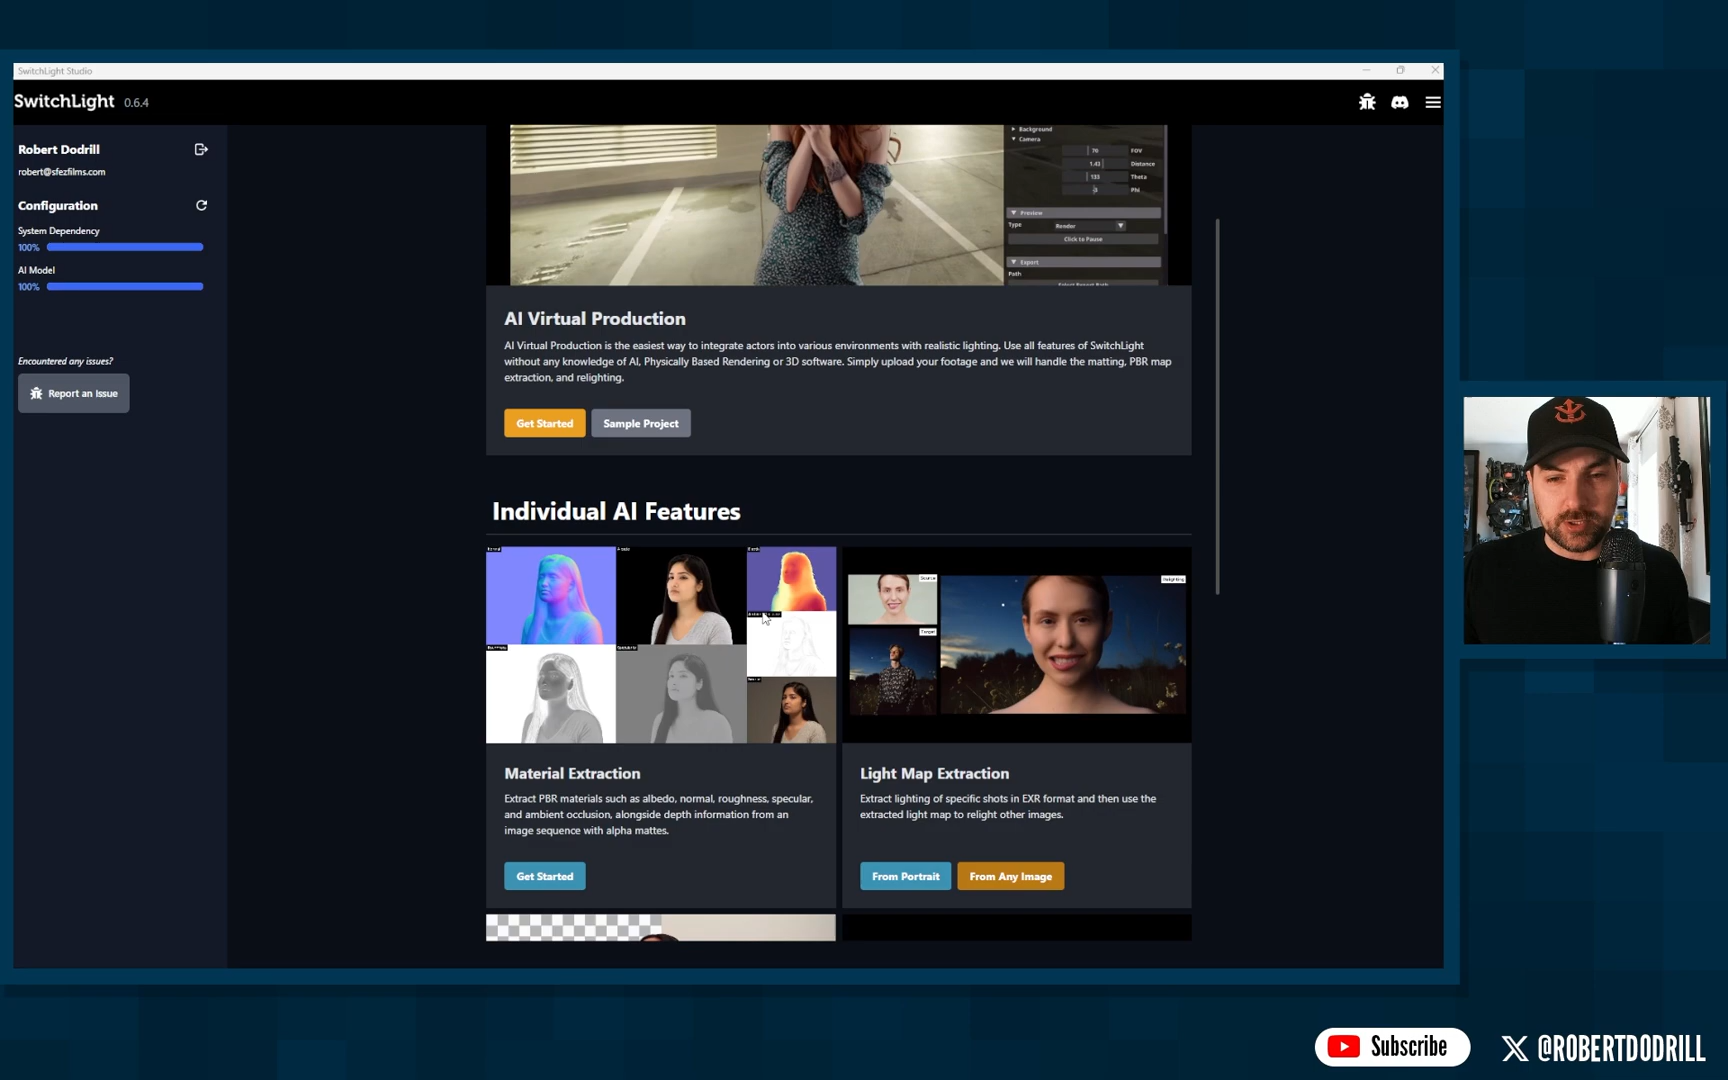 SwitchLight Studio
SwitchLight 0.6.4
Robert Dodrill
robert@sfezfilms.com
Configuration
System Dependency
100%
AI Model
100%
Encountered any issues?
Report an Issue
Background
Camera
76 FOV
1.43 Distance
133 Theta
Phi
Preview
Type Render
Click to Pause
Export
Path
AI Virtual Production
AI Virtual Production is the easiest way to integrate actors into various environments with realistic lighting. Use all features of SwitchLight
without any knowledge of AI, Physically Based Rendering or 3D software. Simply upload your footage and we will handle the matting, PBR map
extraction, and relighting.
Get Started
Sample Project
Individual AI Features
Source
Target
Relighting
Material Extraction
Extract PBR materials such as albedo, normal, roughness, specular,
and ambient occlusion, alongside depth information from an
image sequence with alpha mattes.
Get Started
Light Map Extraction
Extract lighting of specific shots in EXR format and then use the
extracted light map to relight other images.
From Portrait
From Any Image
Subscribe
@ROBERTDODRILL